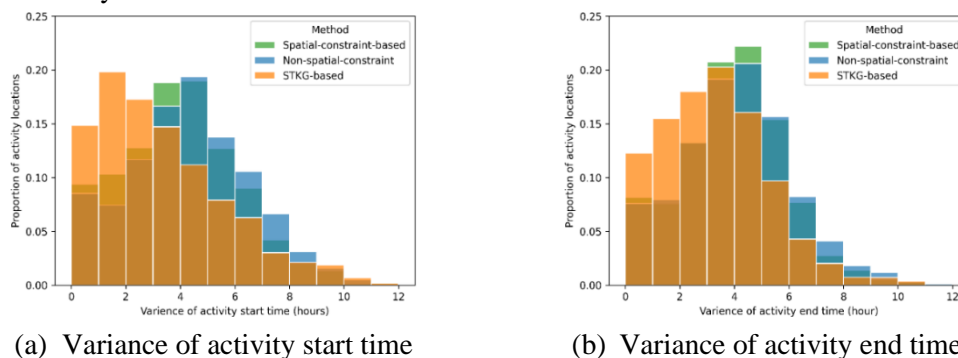 0.25
0.20
0.15
0.10
0.05
0.00
Proportion of activity locations
Method
Spatial-constraint-based
Non-spatial-constraint
STKG-based
0 2 4 6 8 10 12
Varience of activity start time (hours)
(a) Variance of activity start time
0.25
0.20
0.15
0.10
0.05
0.00
Proportion of activity locations
Method
Spatial-constraint-based
Non-spatial-constraint
STKG-based
0 2 4 6 8 10 12
Varience of activity end time (hour)
(b) Variance of activity end time